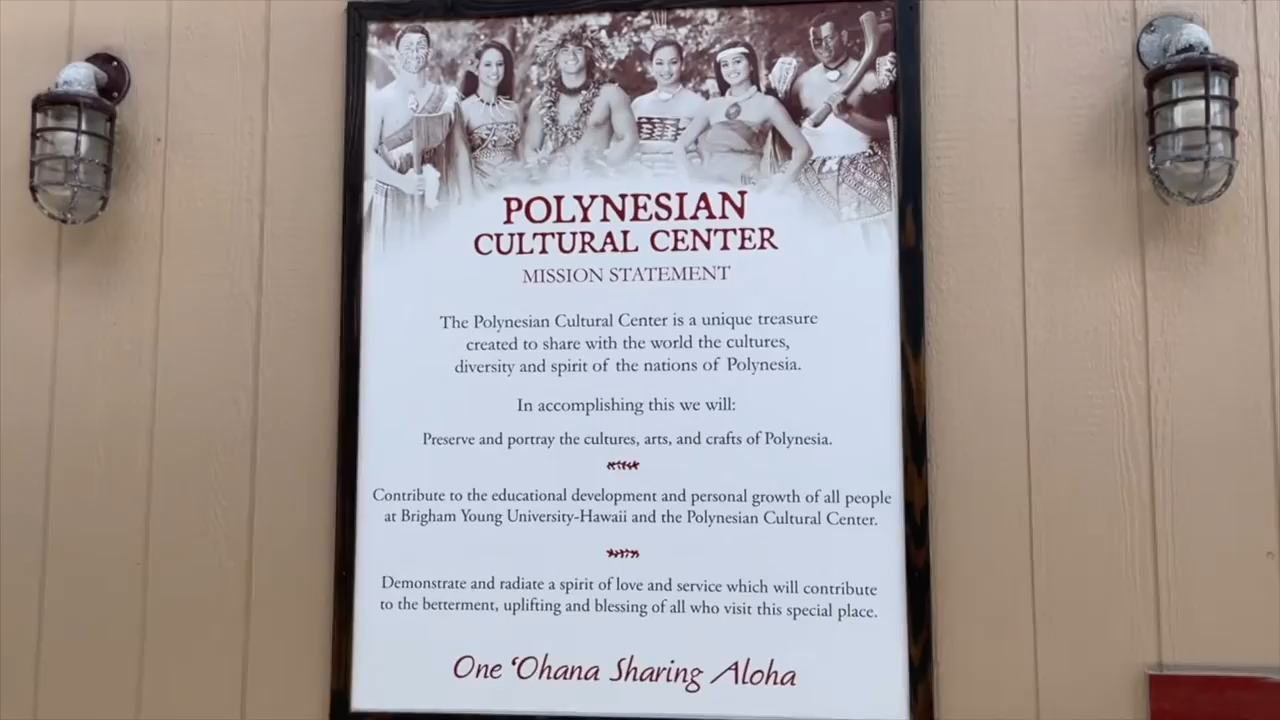 POLYNESIAN
CULTURAL CENTER
MISSION STATEMENT
The Polynesian Cultural Center is a unique treasure
created to share with the world the cultures,
diversity and spirit of the nations of Polynesia.
In accomplishing this we will:
Preserve and portray the cultures, arts, and crafts of Polynesia.
Contribute to the educational development and personal growth of all people
at Brigham Young University-Hawaii and the Polynesian Cultural Center.
Demonstrate and radiate a spirit of love and service which will contribute
to the betterment, uplifting and blessing of all who visit this special place.
One ‘Ohana Sharing Aloha